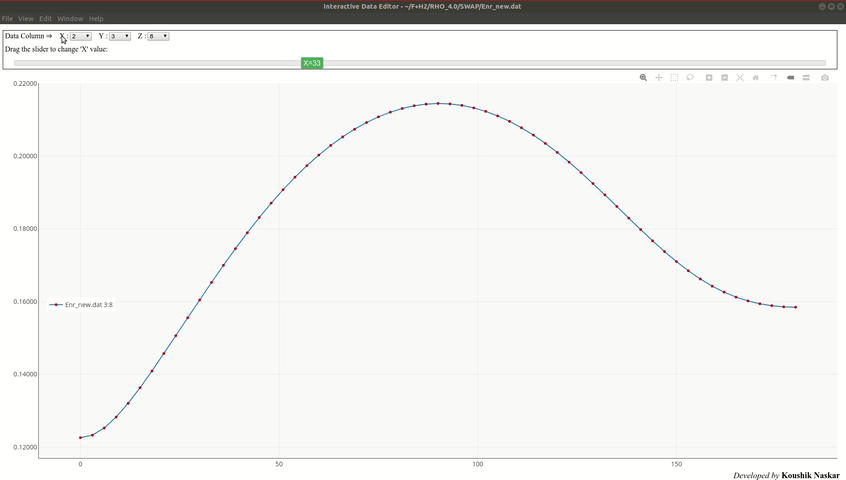 Interactive Data Editor - ~/F+H2/RHO_4.0/SWAP/Enr_new.dat
File View Edit Window Help
Data Column ⇒ X : 2 Y : 3 Z : 8
Drag the slider to change 'X' value:
X=33
0.22000
0.20000
0.18000
0.16000
0.14000
0.12000
Enr_new.dat 3:8
0 50 100 150
Developed by Koushik Naskar